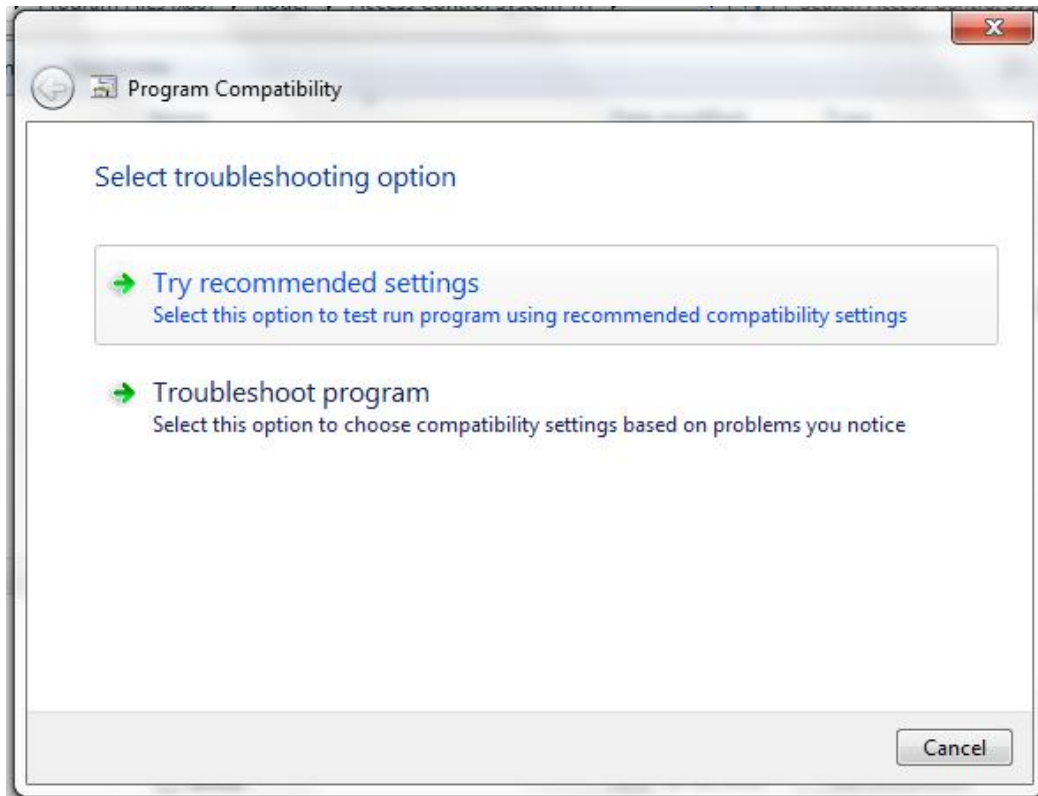 Program Compatibility
Select troubleshooting option
Try recommended settings
Select this option to test run program using recommended compatibility settings
Troubleshoot program
Select this option to choose compatibility settings based on problems you notice
Cancel